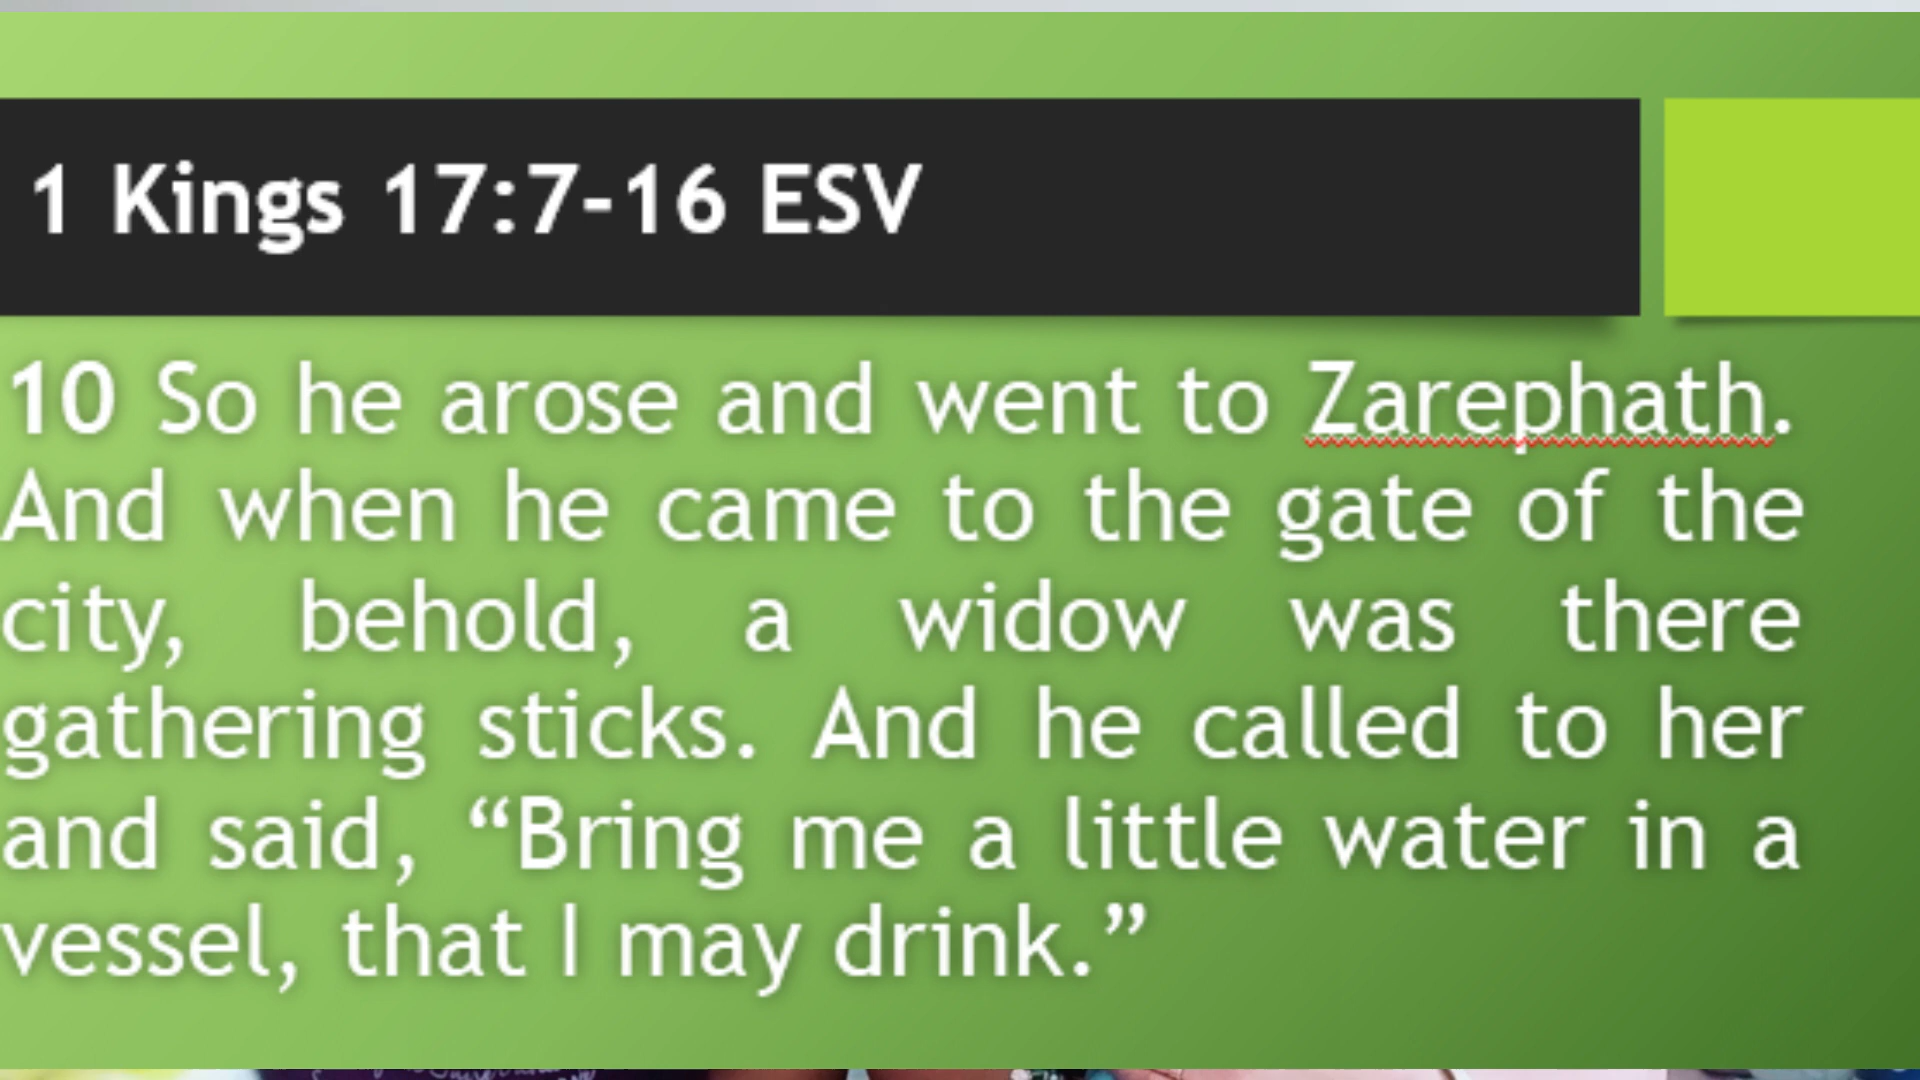 1 Kings 17:7-16 ESV
10 So he arose and went to Zarephath.
And when he came to the gate of the
city, behold, a widow was there
gathering sticks. And he called to her
and said, “Bring me a little water in a
vessel, that I may drink.”